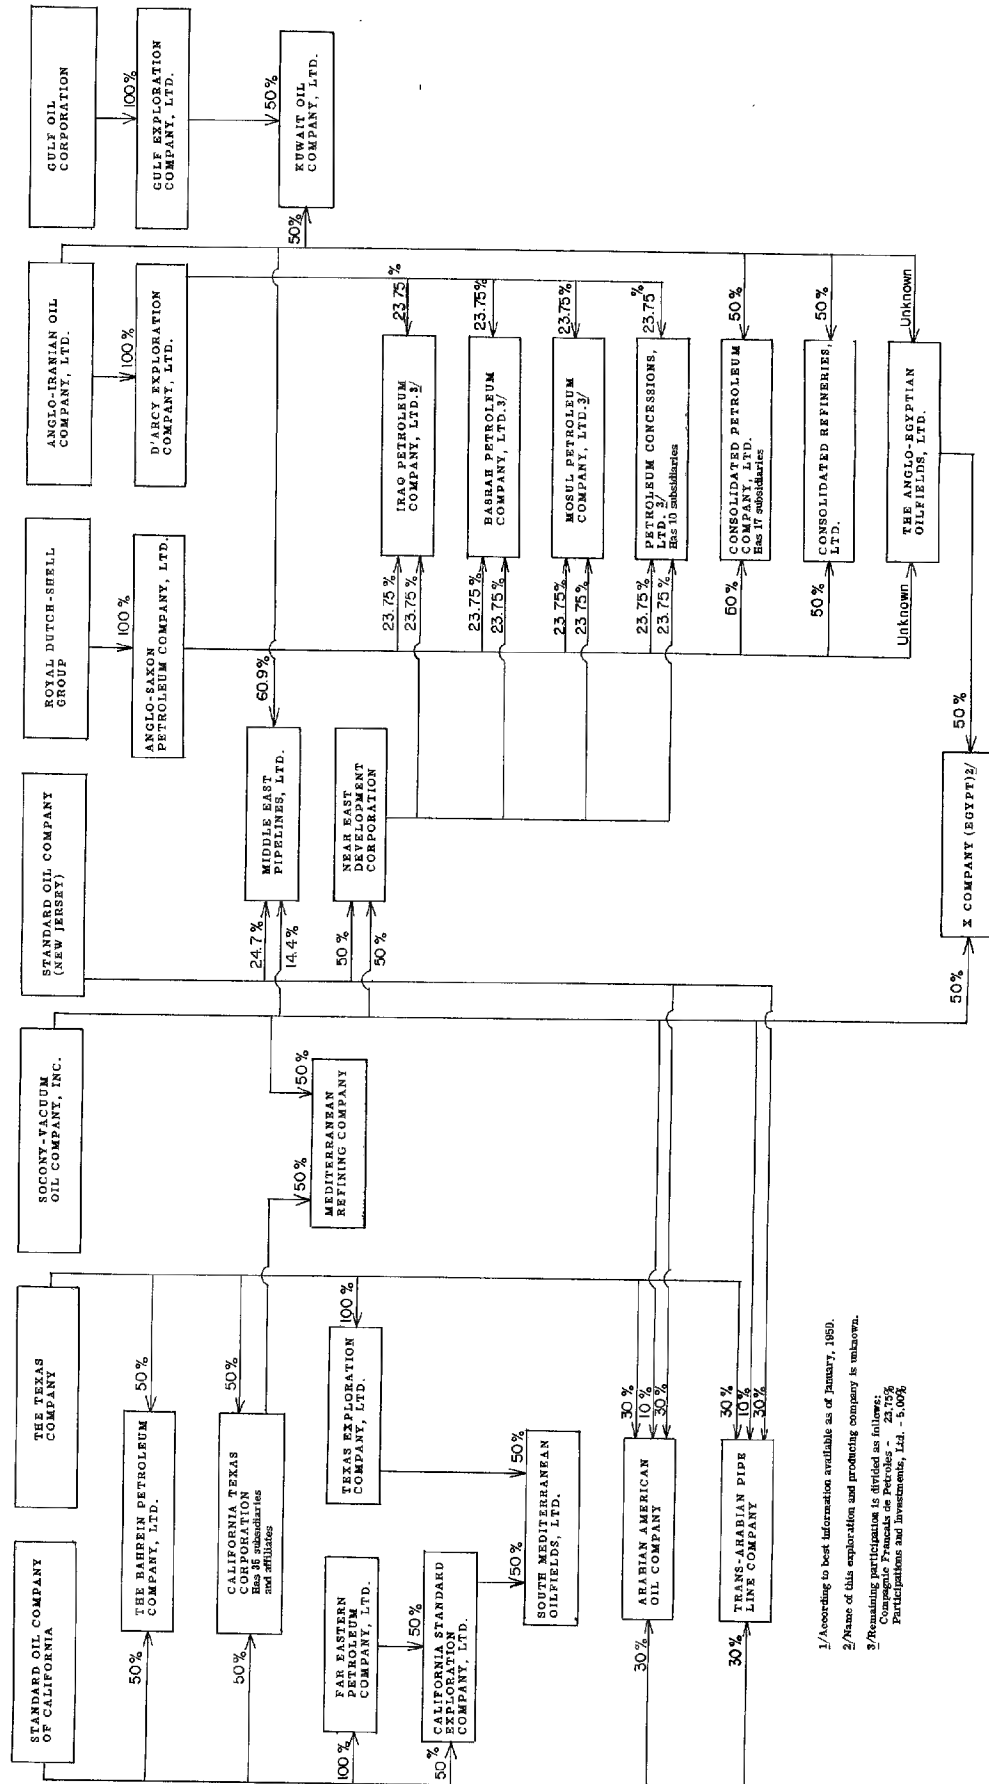 STANDARD OIL COMPANY
OF CALIFORNIA
THE TEXAS
COMPANY
SOCONY-VACUUM
OIL COMPANY, INC.
STANDARD OIL COMPANY
(NEW JERSEY)
ROYAL DUTCH-SHELL
GROUP
ANGLO-IRANIAN OIL
COMPANY, LTD.
GULF OIL
CORPORATION
100%
100%
100%
ANGLO-SAXON
PETROLEUM COMPANY, LTD.
D'ARCY EXPLORATION
COMPANY, LTD.
GULF EXPLORATION
COMPANY, LTD.
50%
THE BAHREIN PETROLEUM
COMPANY, LTD.
50%
50%
CALIFORNIA TEXAS
CORPORATION
Has 35 subsidiaries
and affiliates
50%
50%
50%
MEDITERRANEAN
REFINING COMPANY
24.7%
14.4%
MIDDLE EAST
PIPELINES, LTD.
60.9%
50%
50%
KUWAIT OIL
COMPANY, LTD.
100%
FAR EASTERN
PETROLEUM
COMPANY, LTD.
TEXAS EXPLORATION
COMPANY, LTD.
100%
50%
50%
NEAR EAST
DEVELOPMENT
CORPORATION
23.75%
23.75%
IRAQ PETROLEUM
COMPANY, LTD.3/
23.75%
50%
50%
CALIFORNIA STANDARD
EXPLORATION
COMPANY, LTD.
23.75%
23.75%
BASRAH PETROLEUM
COMPANY, LTD.3/
23.75%
50%
50%
SOUTH MEDITERRANEAN
OILFIELDS, LTD.
23.75%
23.75%
MOSUL PETROLEUM
COMPANY, LTD.3/
23.75%
30%
ARABIAN AMERICAN
OIL COMPANY
30%
10%
30%
23.75%
23.75%
PETROLEUM CONCESSIONS,
LTD. 3/
Has 10 subsidiaries
23.75%
30%
TRANS-ARABIAN PIPE
LINE COMPANY
30%
10%
30%
60%
CONSOLIDATED PETROLEUM
COMPANY, LTD.
Has 17 subsidiaries
50%
50%
CONSOLIDATED REFINERIES,
LTD.
50%
Unknown
THE ANGLO-EGYPTIAN
OILFIELDS, LTD.
Unknown
50%
X COMPANY (EGYPT)2/
50%
1/According to best information available as of January, 1950.
2/Name of this exploration and producing company is unknown.
3/Remaining participation is divided as follows:
Compagnie Francais de Petroles - 23.75%
Participations and Investments, Ltd. - 5.00%